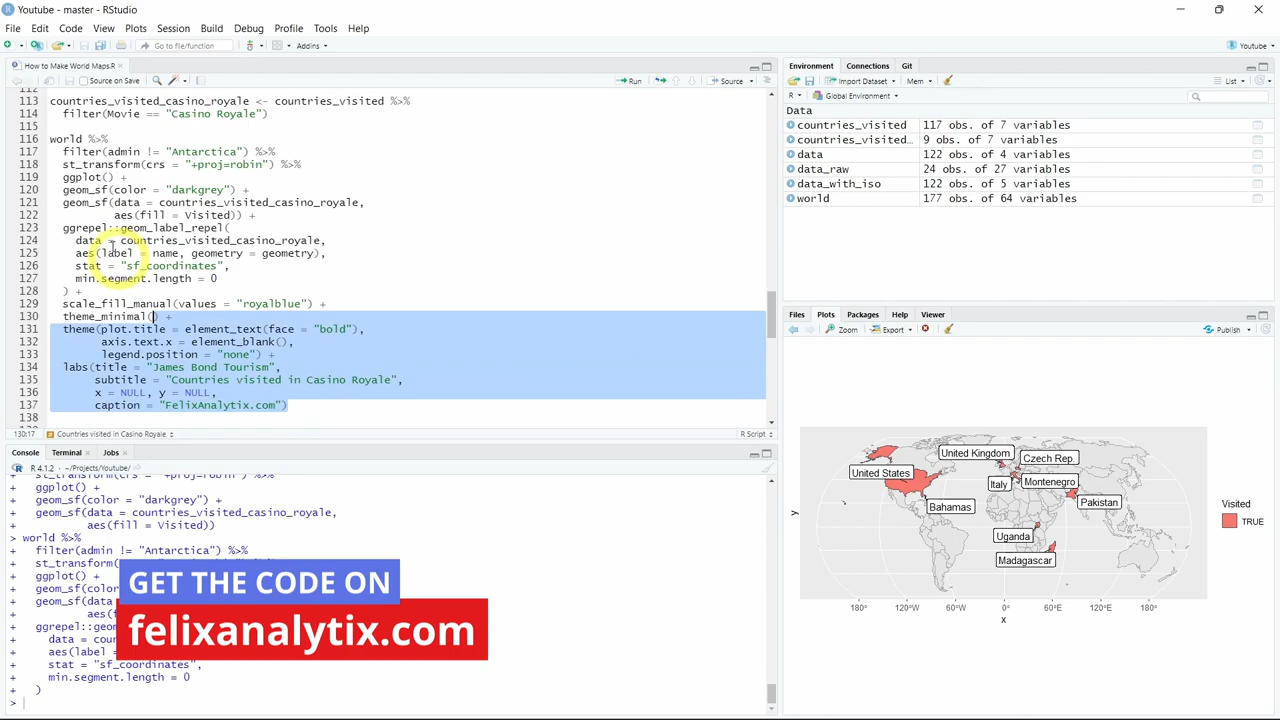 Youtube - master - RStudio
File Edit Code View Plots Session Build Debug Profile Tools Help
Go to file/function
Addins
Youtube
How to Make World Maps.R
Source on Save
Run
Source
112
113 countries_visited_casino_royale <- countries_visited %>%
114 filter(Movie == "Casino Royale")
115
116 world %>%
117 filter(admin != "Antarctica") %>%
118 st_transform(crs = "+proj=robin") %>%
119 ggplot() +
120 geom_sf(color = "darkgrey") +
121 geom_sf(data = countries_visited_casino_royale,
122 aes(fill = Visited)) +
123 ggrepel::geom_label_repel(
124 data = countries_visited_casino_royale,
125 aes(label = name, geometry = geometry),
126 stat = "sf_coordinates",
127 min.segment.length = 0
128 ) +
129 scale_fill_manual(values = "royalblue") +
130 theme_minimal() +
131 theme(plot.title = element_text(face = "bold"),
132 axis.text.x = element_blank(),
133 legend.position = "none") +
134 labs(title = "James Bond Tourism",
135 subtitle = "Countries visited in Casino Royale",
136 x = NULL, y = NULL,
137 caption = "FelixAnalytix.com")
138
130:17 Countries visited in Casino Royale R Script
Console Terminal Jobs
R 4.1.2 · ~/Projects/Youtube/
+ st_transform(crs = "+proj=robin") %>%
+ ggplot() +
+ geom_sf(color = "darkgrey") +
+ geom_sf(data = countries_visited_casino_royale,
+ aes(fill = Visited))
> world %>%
+ filter(admin != "Antarctica") %>%
+ st_transform
+ ggplot() +
+ geom_sf(co
+ geom_sf(data
+
+ ggrepel::geo
+ data = cou
+ aes(label
+ stat = "sf_coordinates",
+ min.segment.length = 0
+ )
>
GET THE CODE ON
felixanalytix.com
Environment Connections Git
Import Dataset Mem List
R Global Environment
Data
countries_visited 117 obs. of 7 variables
countries_visited… 9 obs. of 7 variables
data 122 obs. of 4 variables
data_raw 24 obs. of 27 variables
data_with_iso 122 obs. of 5 variables
world 177 obs. of 64 variables
Files Plots Packages Help Viewer
Zoom Export Publish
United Kingdom
Czech Rep.
United States
Italy
Montenegro
Bahamas
Pakistan
Uganda
Madagascar
y
180° 120°W 60°W 0° 60°E 120°E 180°
x
Visited
TRUE